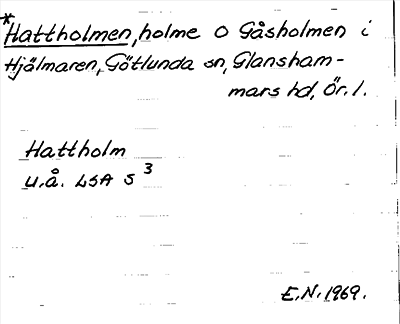 *Hattholmen, holme O Gåsholmen i
Hjälmaren, Götlunda sn, Glansham-
mars hd, Ör. l.
Hattholm
u.å. LSA S 3
E.N. 1969.